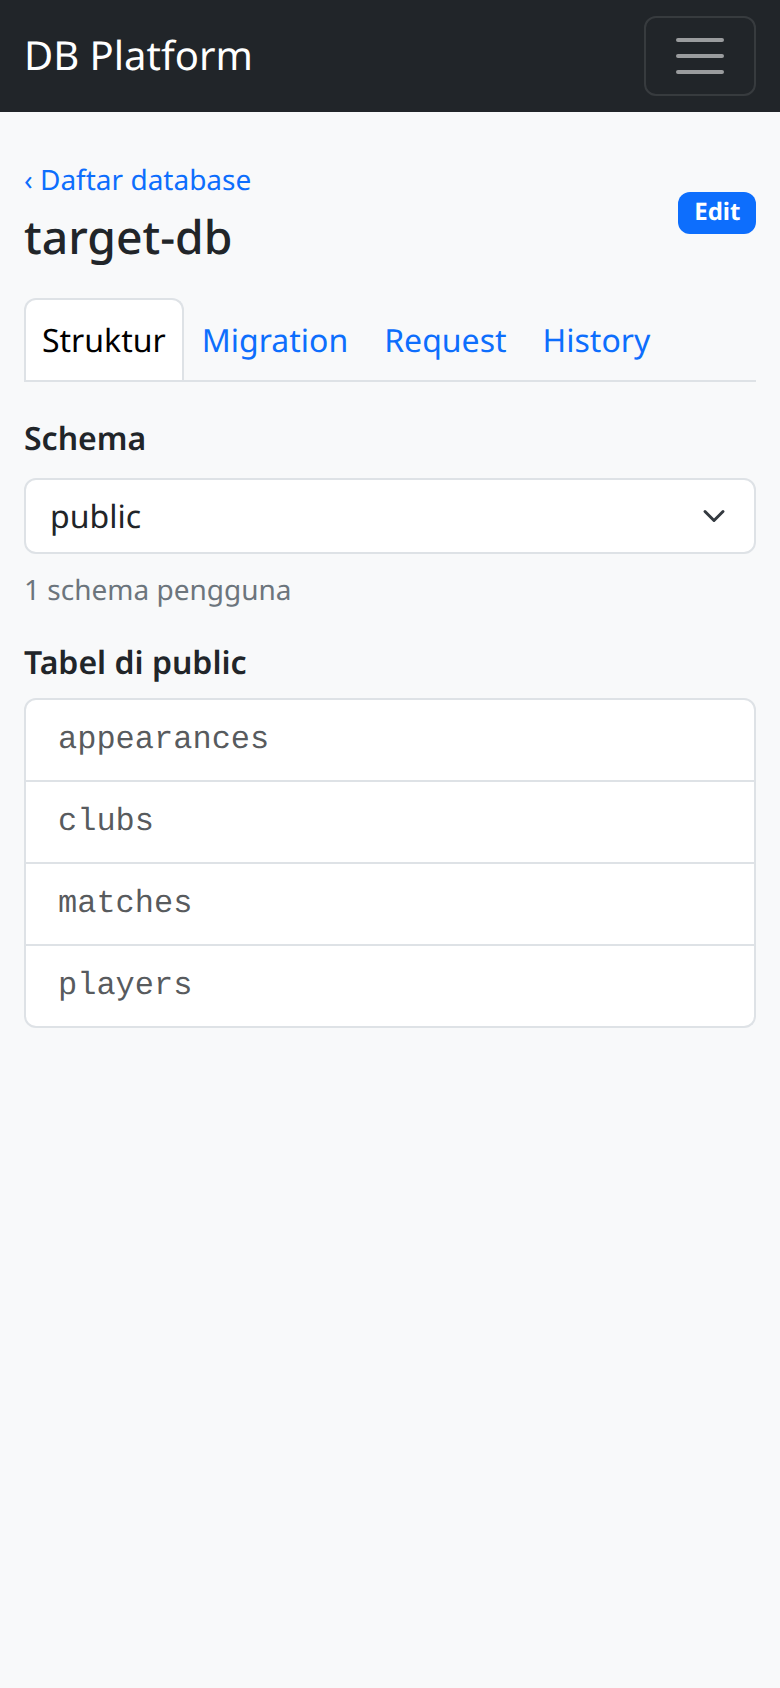 DB Platform
‹ Daftar database
target-db
Edit
Struktur Migration Request History
Schema
public
1 schema pengguna
Tabel di public
appearances
clubs
matches
players